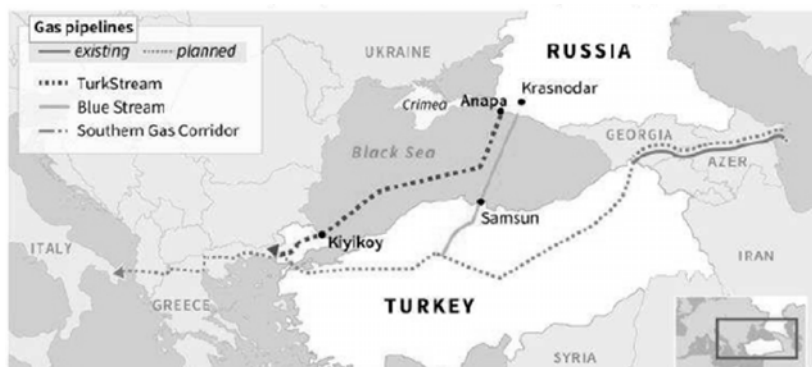 Gas pipelines
existing planned
TurkStream
Blue Stream
Southern Gas Corridor
UKRAINE
RUSSIA
Crimea
Anapa
Krasnodar
Black Sea
GEORGIA
AZER
Samsun
Kiyikoy
ITALY
GREECE
TURKEY
IRAN
SYRIA